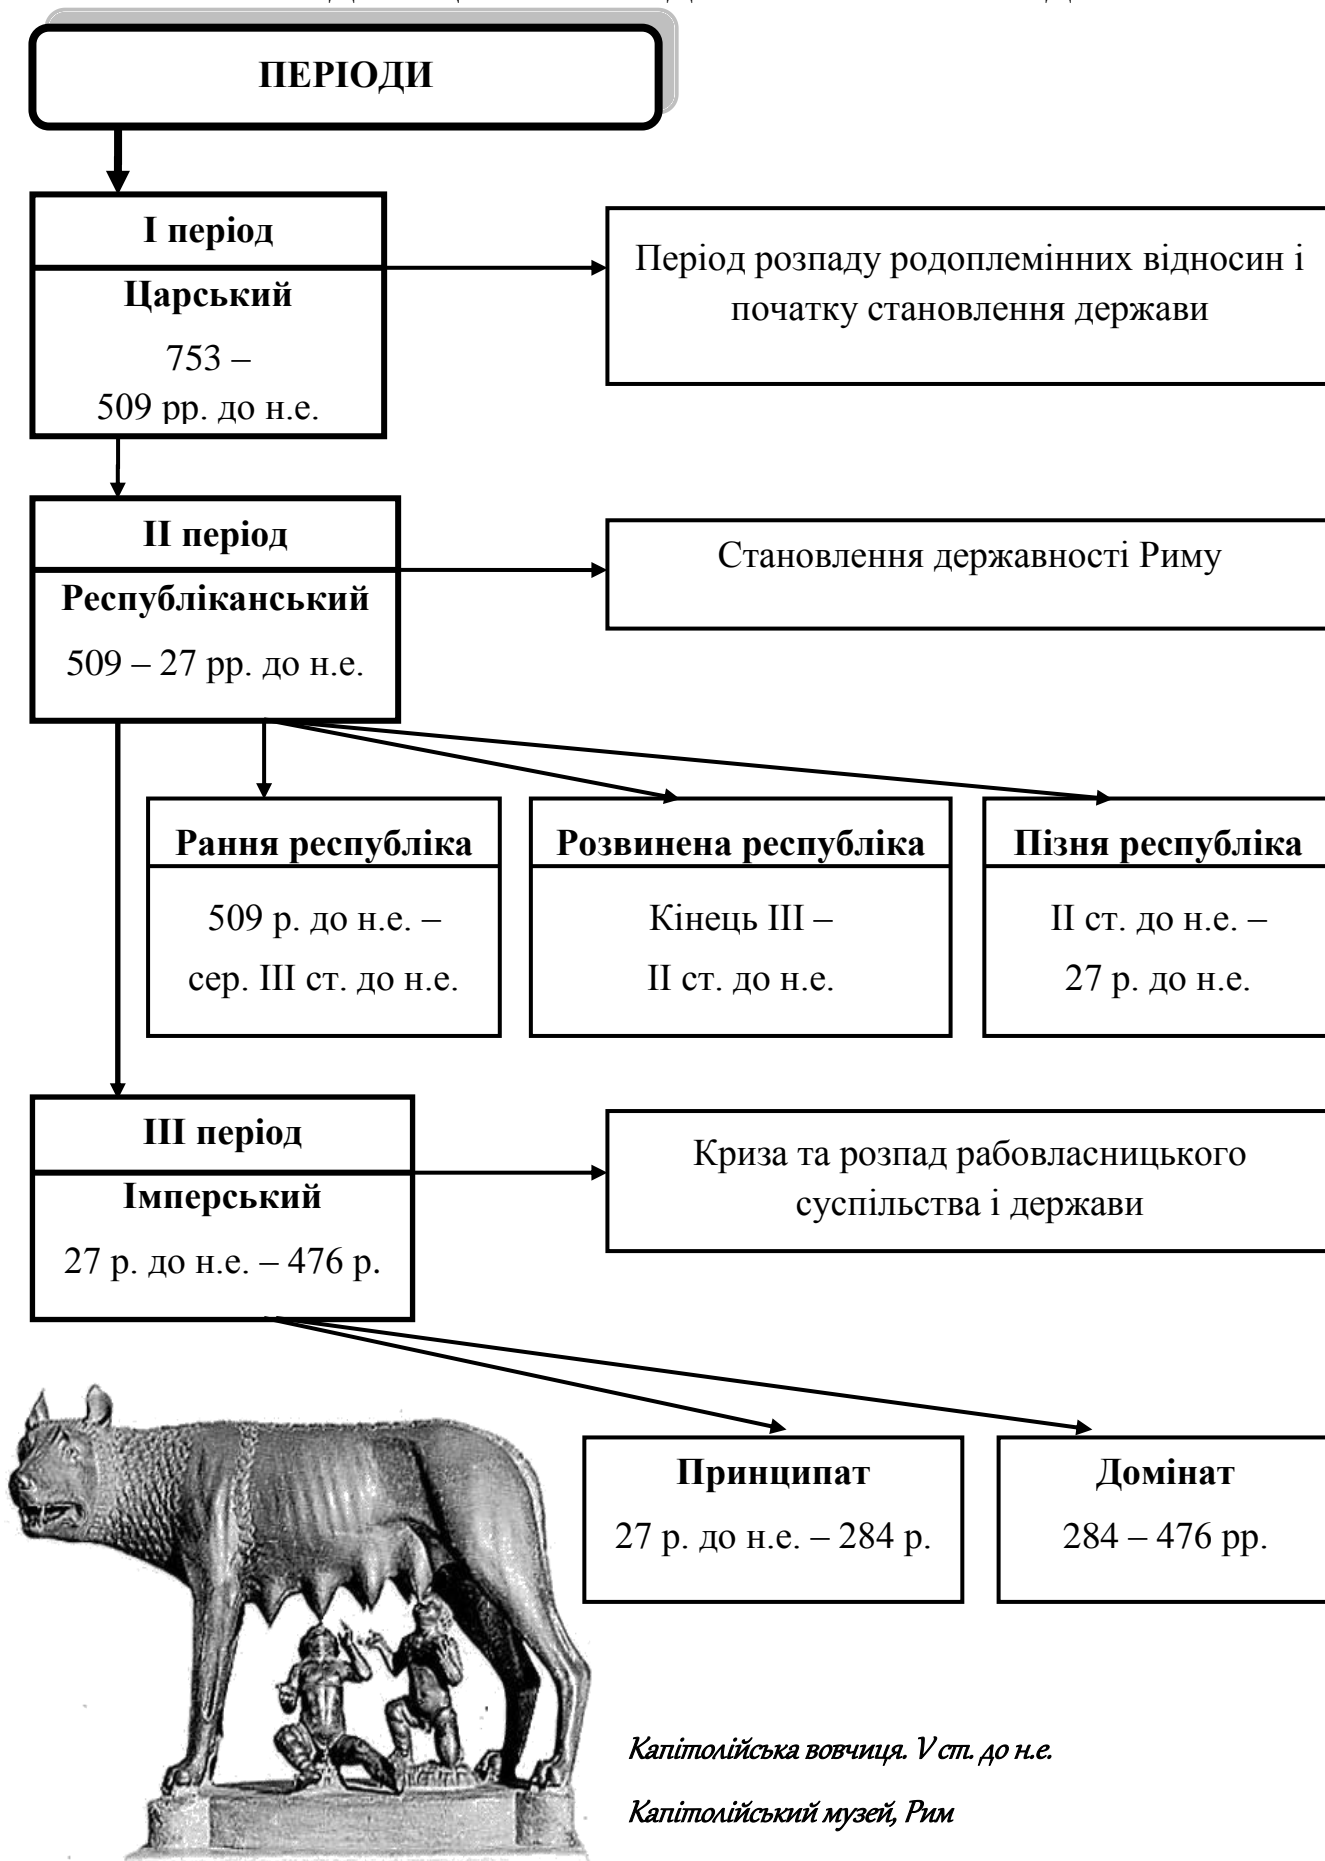 ПЕРІОДИ
І період
Царський
753 –
509 рр. до н.е.
Період розпаду родоплемінних відносин і
початку становлення держави
ІІ період
Республіканський
509 – 27 рр. до н.е.
Становлення державності Риму
Рання республіка
509 р. до н.е. –
сер. ІІІ ст. до н.е.
Розвинена республіка
Кінець ІІІ –
ІІ ст. до н.е.
Пізня республіка
ІІ ст. до н.е. –
27 р. до н.е.
ІІІ період
Імперський
27 р. до н.е. – 476 р.
Криза та розпад рабовласницького
суспільства і держави
Принципат
27 р. до н.е. – 284 р.
Домінат
284 – 476 рр.
Капітолійська вовчиця. V ст. до н.е.
Капітолійський музей, Рим